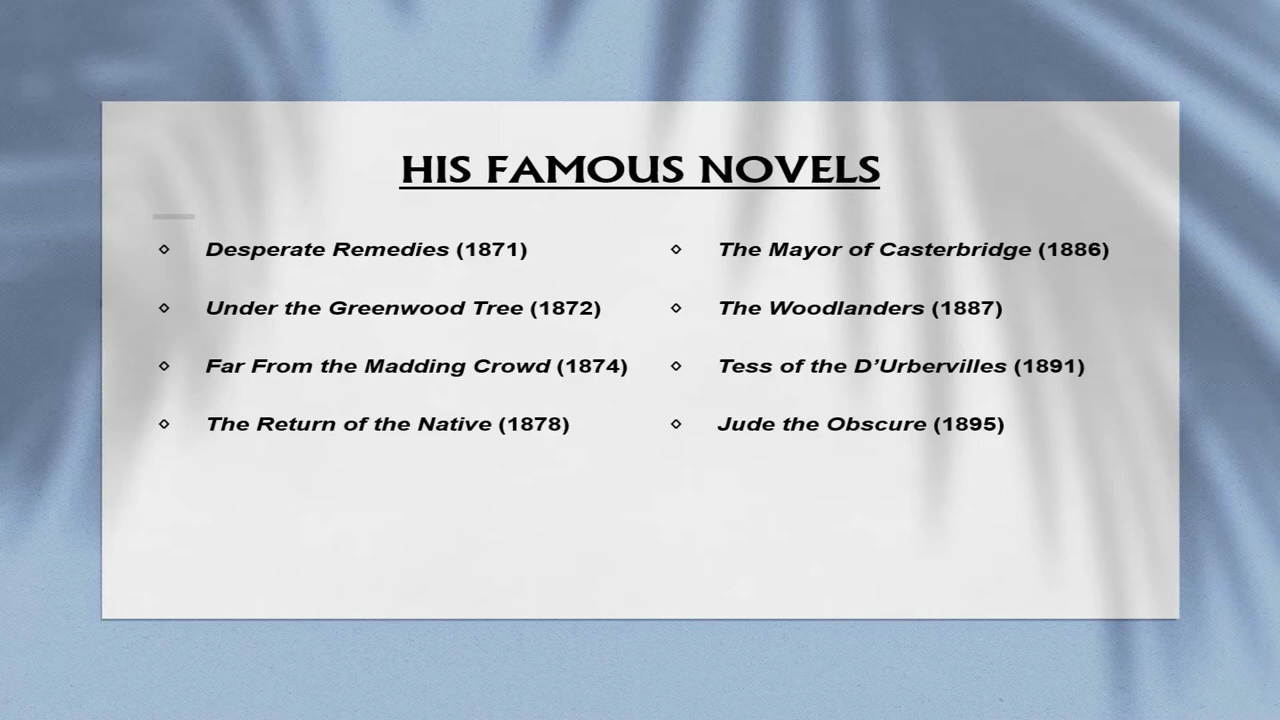 HIS FAMOUS NOVELS
Desperate Remedies (1871)
Under the Greenwood Tree (1872)
Far From the Madding Crowd (1874)
The Return of the Native (1878)
The Mayor of Casterbridge (1886)
The Woodlanders (1887)
Tess of the D’Urbervilles (1891)
Jude the Obscure (1895)